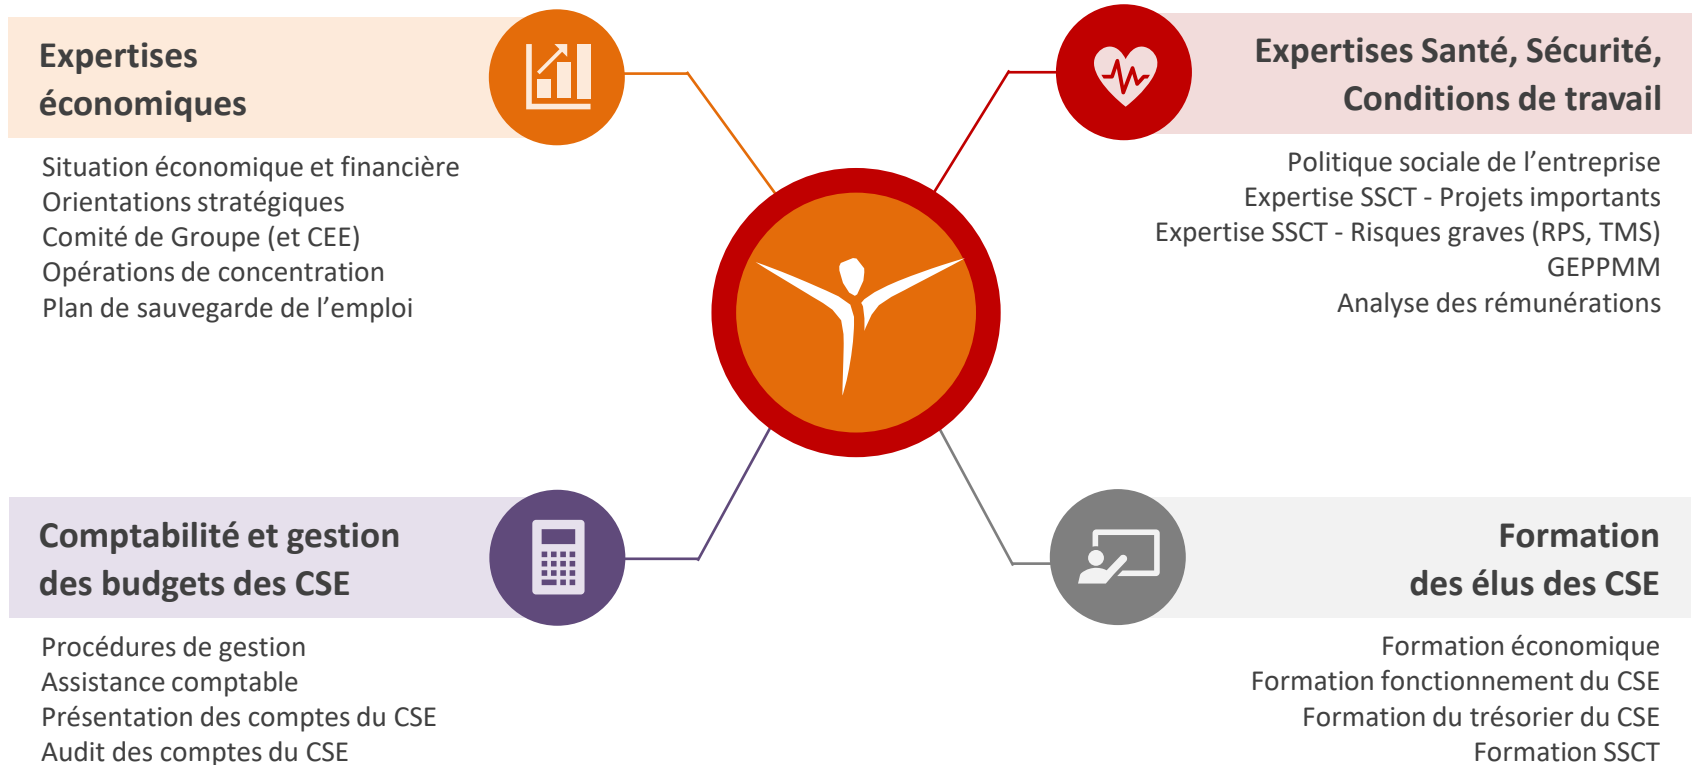 Expertises
économiques
Situation économique et financière
Orientations stratégiques
Comité de Groupe (et CEE)
Opérations de concentration
Plan de sauvegarde de l’emploi
Expertises Santé, Sécurité,
Conditions de travail
Politique sociale de l’entreprise
Expertise SSCT - Projets importants
Expertise SSCT - Risques graves (RPS, TMS)
GEPPMM
Analyse des rémunérations
Comptabilité et gestion
des budgets des CSE
Procédures de gestion
Assistance comptable
Présentation des comptes du CSE
Audit des comptes du CSE
Formation
des élus des CSE
Formation économique
Formation fonctionnement du CSE
Formation du trésorier du CSE
Formation SSCT